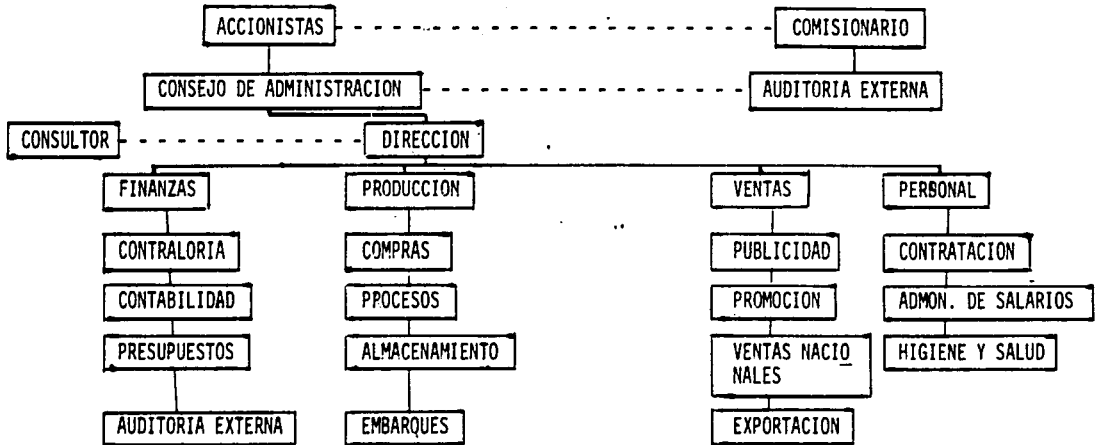 ACCIONISTAS
COMISIONARIO
CONSEJO DE ADMINISTRACION
AUDITORIA EXTERNA
CONSULTOR
DIRECCION
FINANZAS
PRODUCCION
VENTAS
PERSONAL
CONTRALORIA
COMPRAS
PUBLICIDAD
CONTRATACION
CONTABILIDAD
PPOCESOS
PROMOCION
ADMON. DE SALARIOS
PRESUPUESTOS
ALMACENAMIENTO
VENTAS NACIO
NALES
HIGIENE Y SALUD
AUDITORIA EXTERNA
EMBARQUES
EXPORTACION